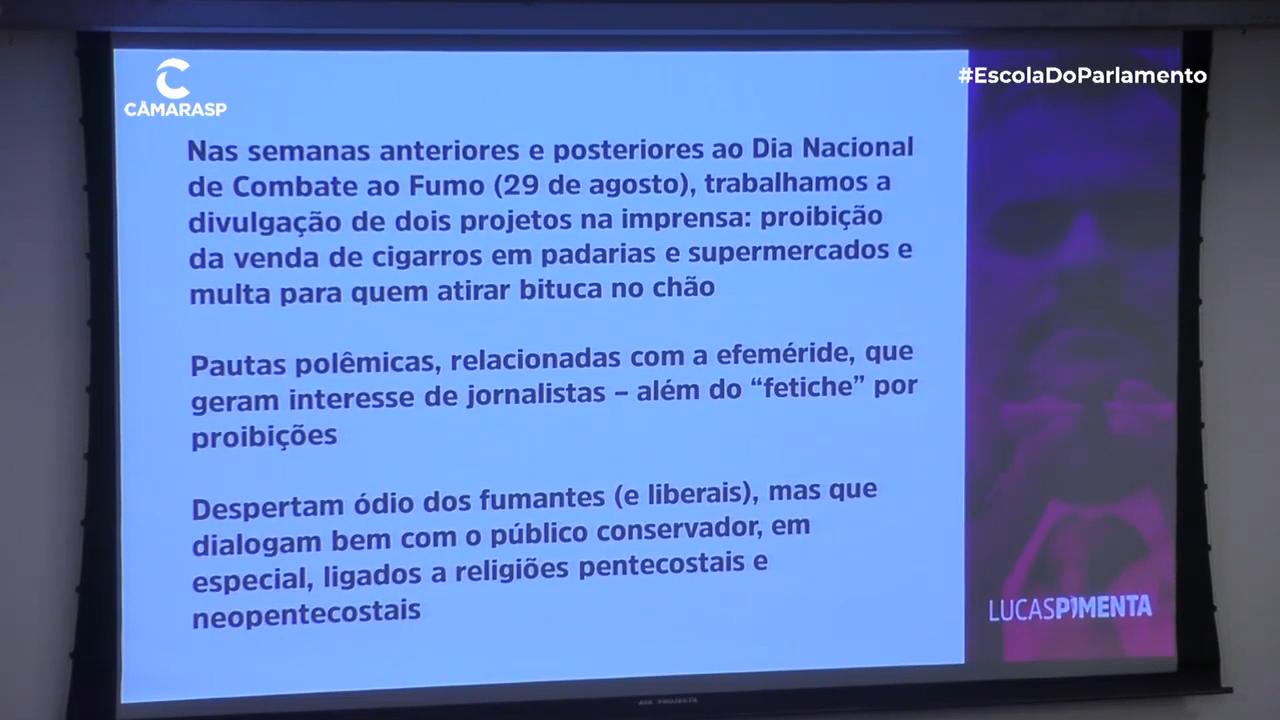 CÂMARASP
#EscolaDoParlamento
Nas semanas anteriores e posteriores ao Dia Nacional
de Combate ao Fumo (29 de agosto), trabalhamos a
divulgação de dois projetos na imprensa: proibição
da venda de cigarros em padarias e supermercados e
multa para quem atirar bituca no chão
Pautas polêmicas, relacionadas com a efeméride, que
geram interesse de jornalistas – além do “fetiche” por
proibições
Despertam ódio dos fumantes (e liberais), mas que
dialogam bem com o público conservador, em
especial, ligados a religiões pentecostais e
neopentecostais
LUCASPIMENTA